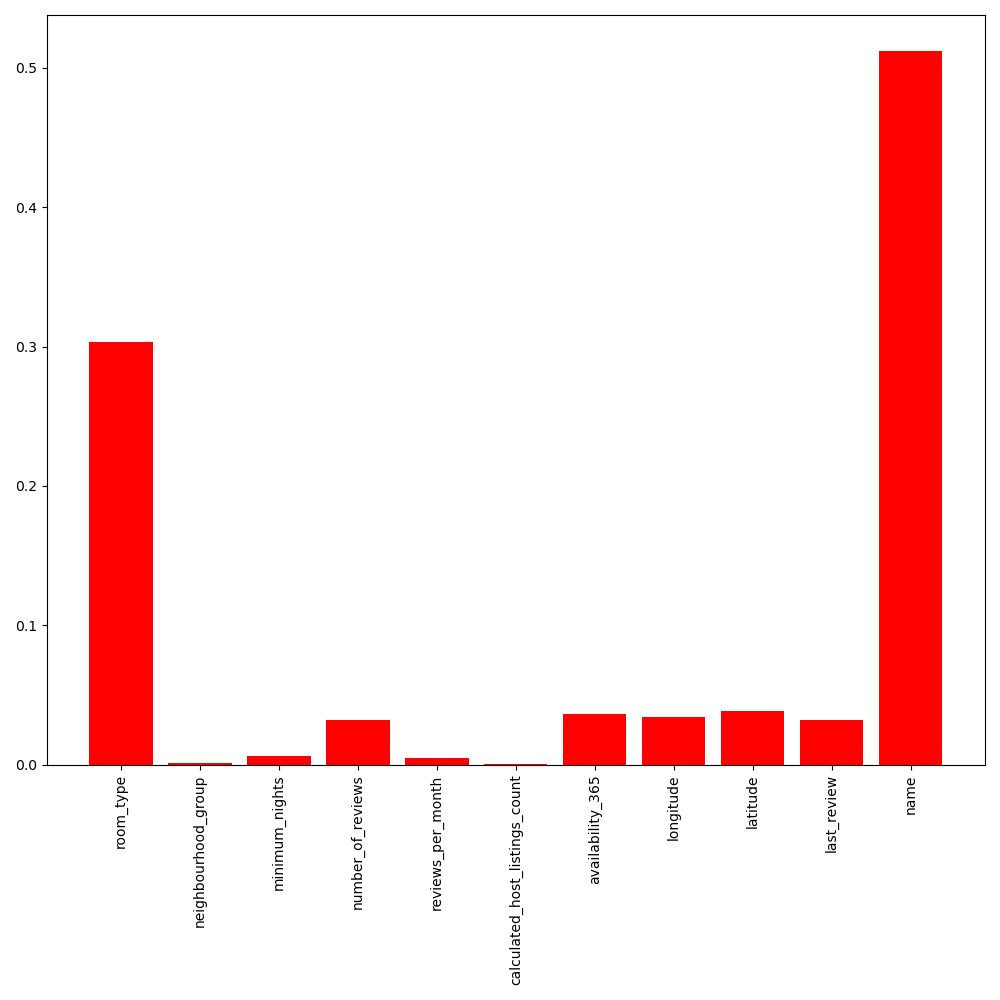 0.5
0.4
0.3
0.2
0.1
0.0
room_type
neighbourhood_group
minimum_nights
number_of_reviews
reviews_per_month
calculated_host_listings_count
availability_365
longitude
latitude
last_review
name